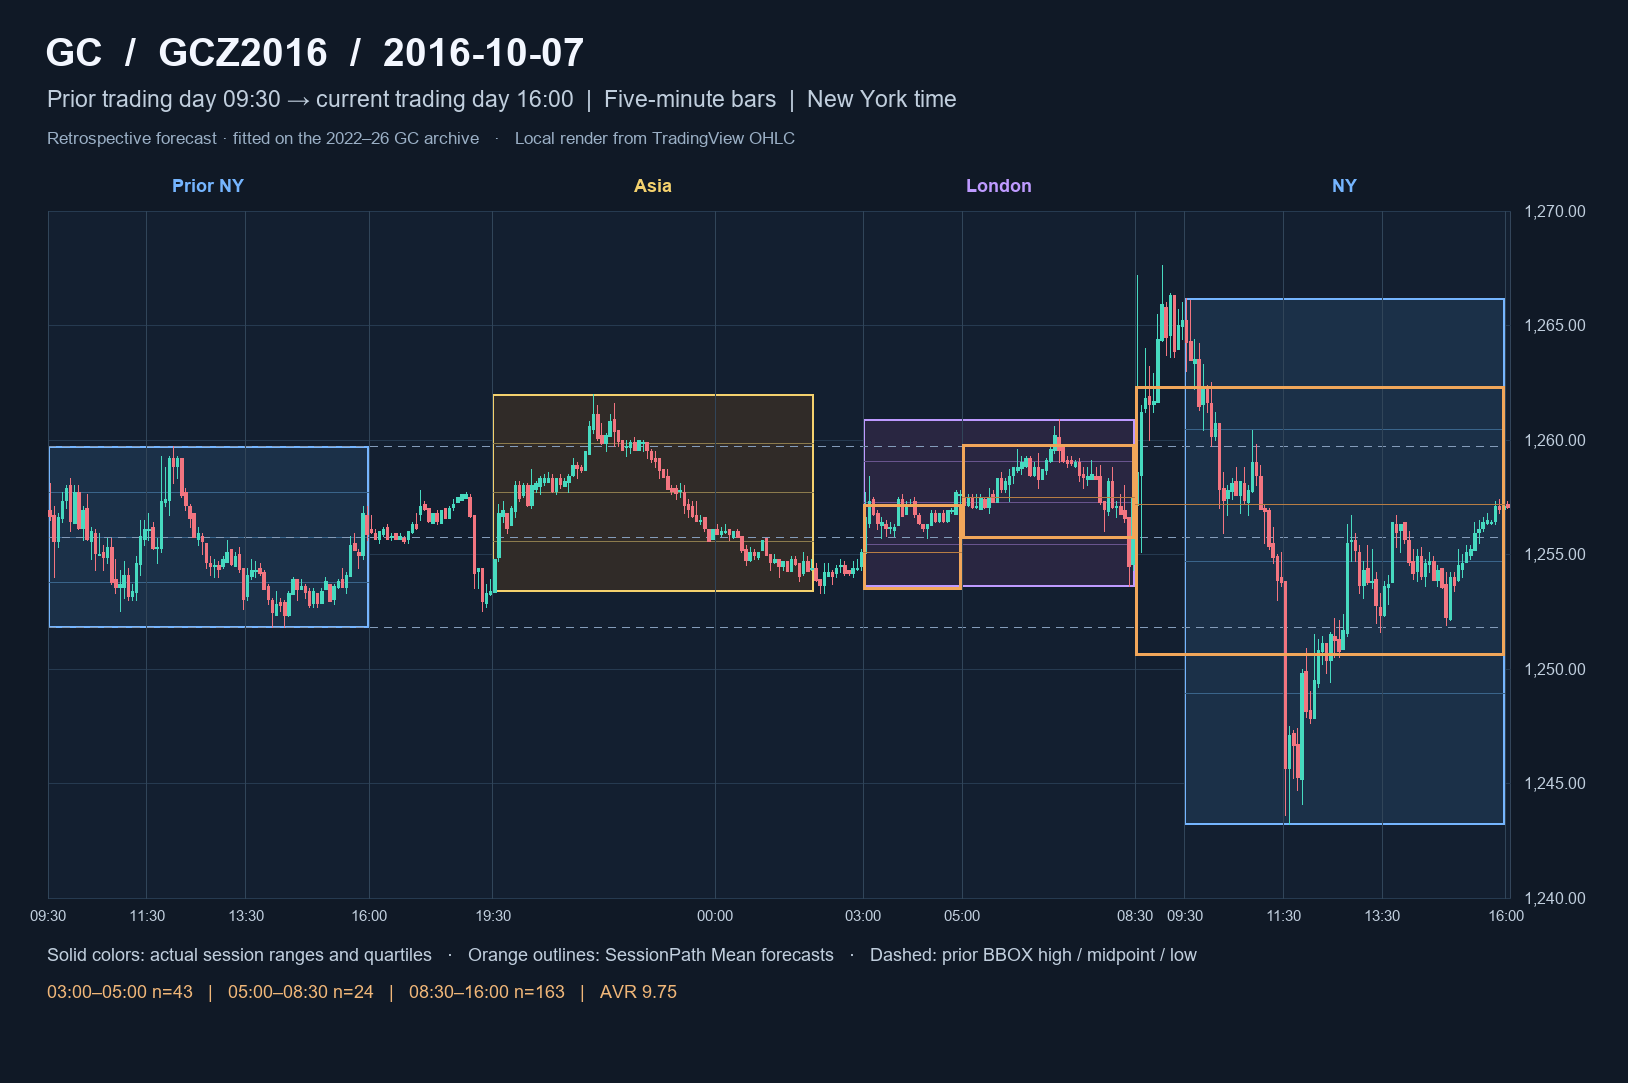 GC / GCZ2016 / 2016-10-07
Prior trading day 09:30 → current trading day 16:00 | Five-minute bars | New York time
Retrospective forecast · fitted on the 2022–26 GC archive · Local render from TradingView OHLC
Prior NY Asia London NY
1,270.00
1,265.00
1,260.00
1,255.00
1,250.00
1,245.00
1,240.00
09:30 11:30 13:30 16:00 19:30 00:00 03:00 05:00 08:30 09:30 11:30 13:30 16:00
Solid colors: actual session ranges and quartiles · Orange outlines: SessionPath Mean forecasts · Dashed: prior BBOX high / midpoint / low
03:00–05:00 n=43 | 05:00–08:30 n=24 | 08:30–16:00 n=163 | AVR 9.75